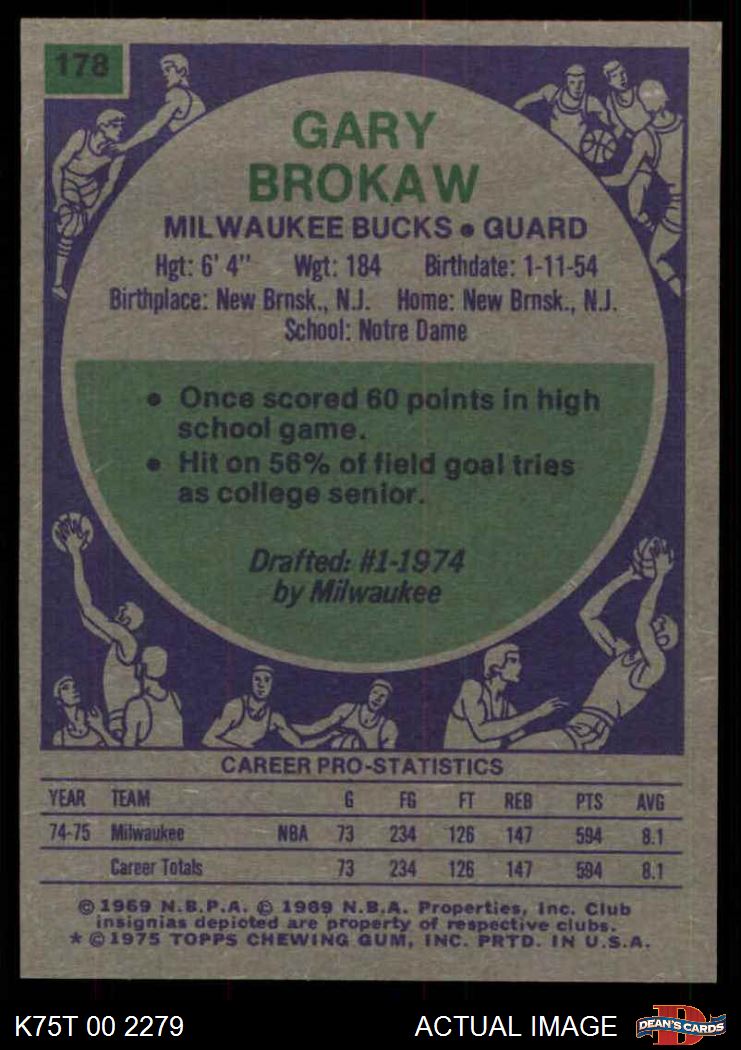 178
GARY
BROKAW
MILWAUKEE BUCKS • GUARD
Hgt: 6' 4" Wgt: 184 Birthdate: 1-11-54
Birthplace: New Brnsk., N.J. Home: New Brnsk., N.J.
School: Notre Dame
• Once scored 60 points in high
school game.
• Hit on 56% of field goal tries
as college senior.
Drafted: #1-1974
by Milwaukee
CAREER PRO-STATISTICS
YEAR TEAM G FG FT REB PTS AVG
74-75 Milwaukee NBA 73 234 126 147 594 8.1
Career Totals 73 234 126 147 594 8.1
© 1969 N.B.P.A. © 1969 N.B.A. Properties, Inc. Club
insignias depicted are property of respective clubs.
* © 1975 TOPPS CHEWING GUM, INC. PRTD. IN U.S.A.
K75T 00 2279 ACTUAL IMAGE D DEAN'S CARDS